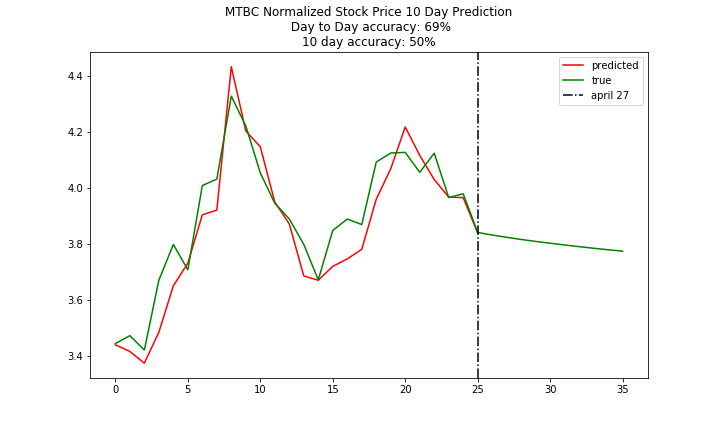 MTBC Normalized Stock Price 10 Day Prediction
Day to Day accuracy: 69%
10 day accuracy: 50%
predicted
true
april 27
4.4
4.2
4.0
3.8
3.6
3.4
0 5 10 15 20 25 30 35